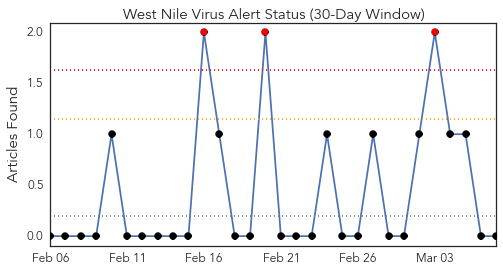 West Nile Virus Alert Status (30-Day Window)
Articles Found
2.0
1.5
1.0
0.5
0.0
Feb 06 Feb 11 Feb 16 Feb 21 Feb 26 Mar 03